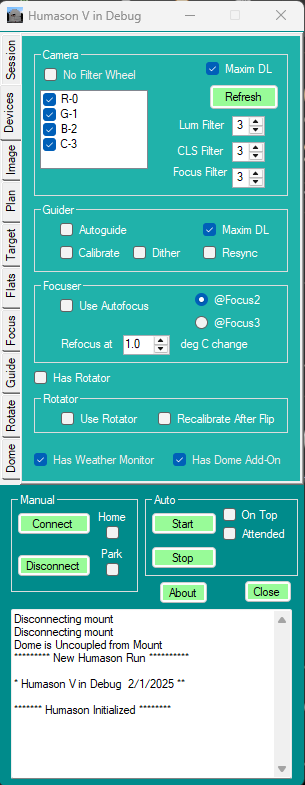 Humason V in Debug
Session
Devices
Image
Plan
Target
Flats
Focus
Guide
Rotate
Dome
Camera
No Filter Wheel
Maxim DL
R-0
G-1
B-2
C-3
Refresh
Lum Filter 3
CLS Filter 3
Focus Filter 3
Guider
Autoguide
Maxim DL
Calibrate
Dither
Resync
Focuser
Use Autofocus
@Focus2
@Focus3
Refocus at 1.0 deg C change
Has Rotator
Rotator
Use Rotator
Recalibrate After Flip
Has Weather Monitor
Has Dome Add-On
Manual
Connect
Home
Disconnect
Park
Auto
Start
On Top
Attended
Stop
About
Close
Disconnecting mount
Disconnecting mount
Dome is Uncoupled from Mount
********* New Humason Run **********
* Humason V in Debug  2/1/2025 **
******* Humason Initialized ********